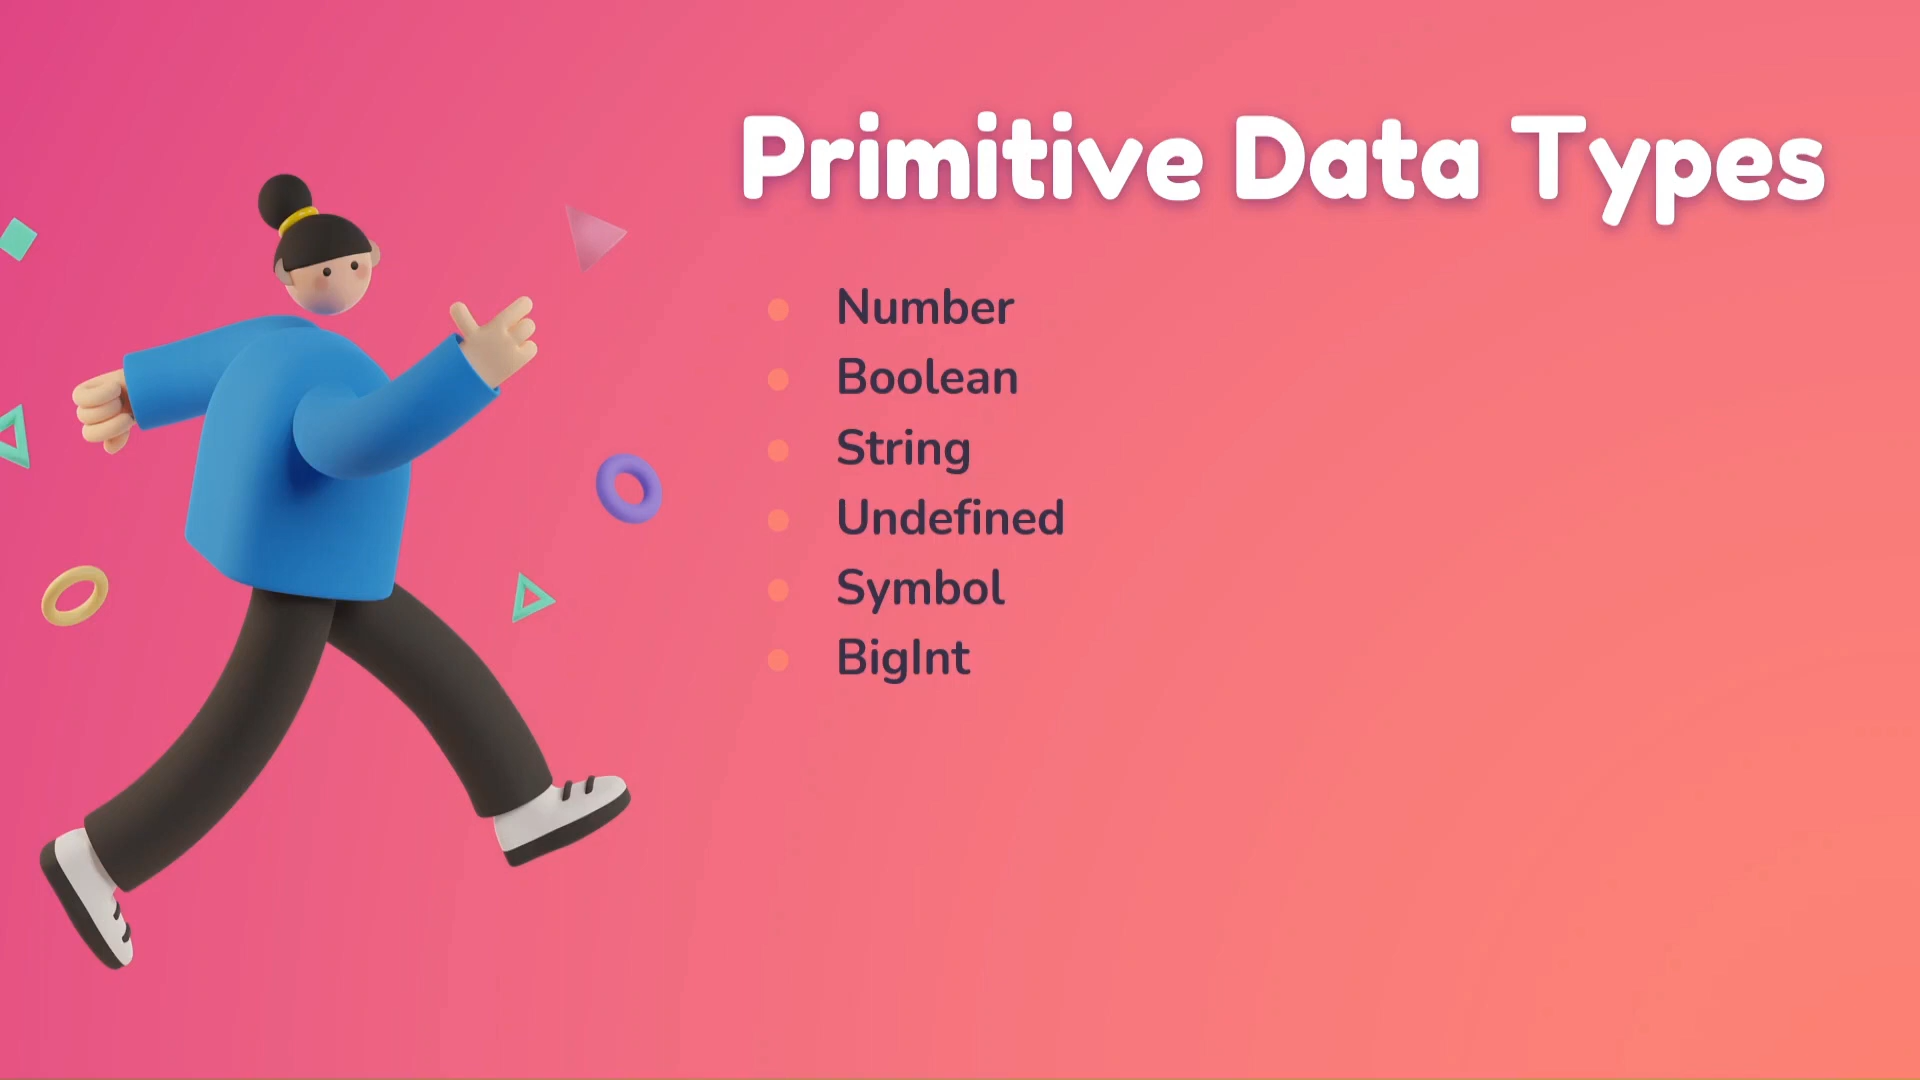 Primitive Data Types
Number
Boolean
String
Undefined
Symbol
BigInt